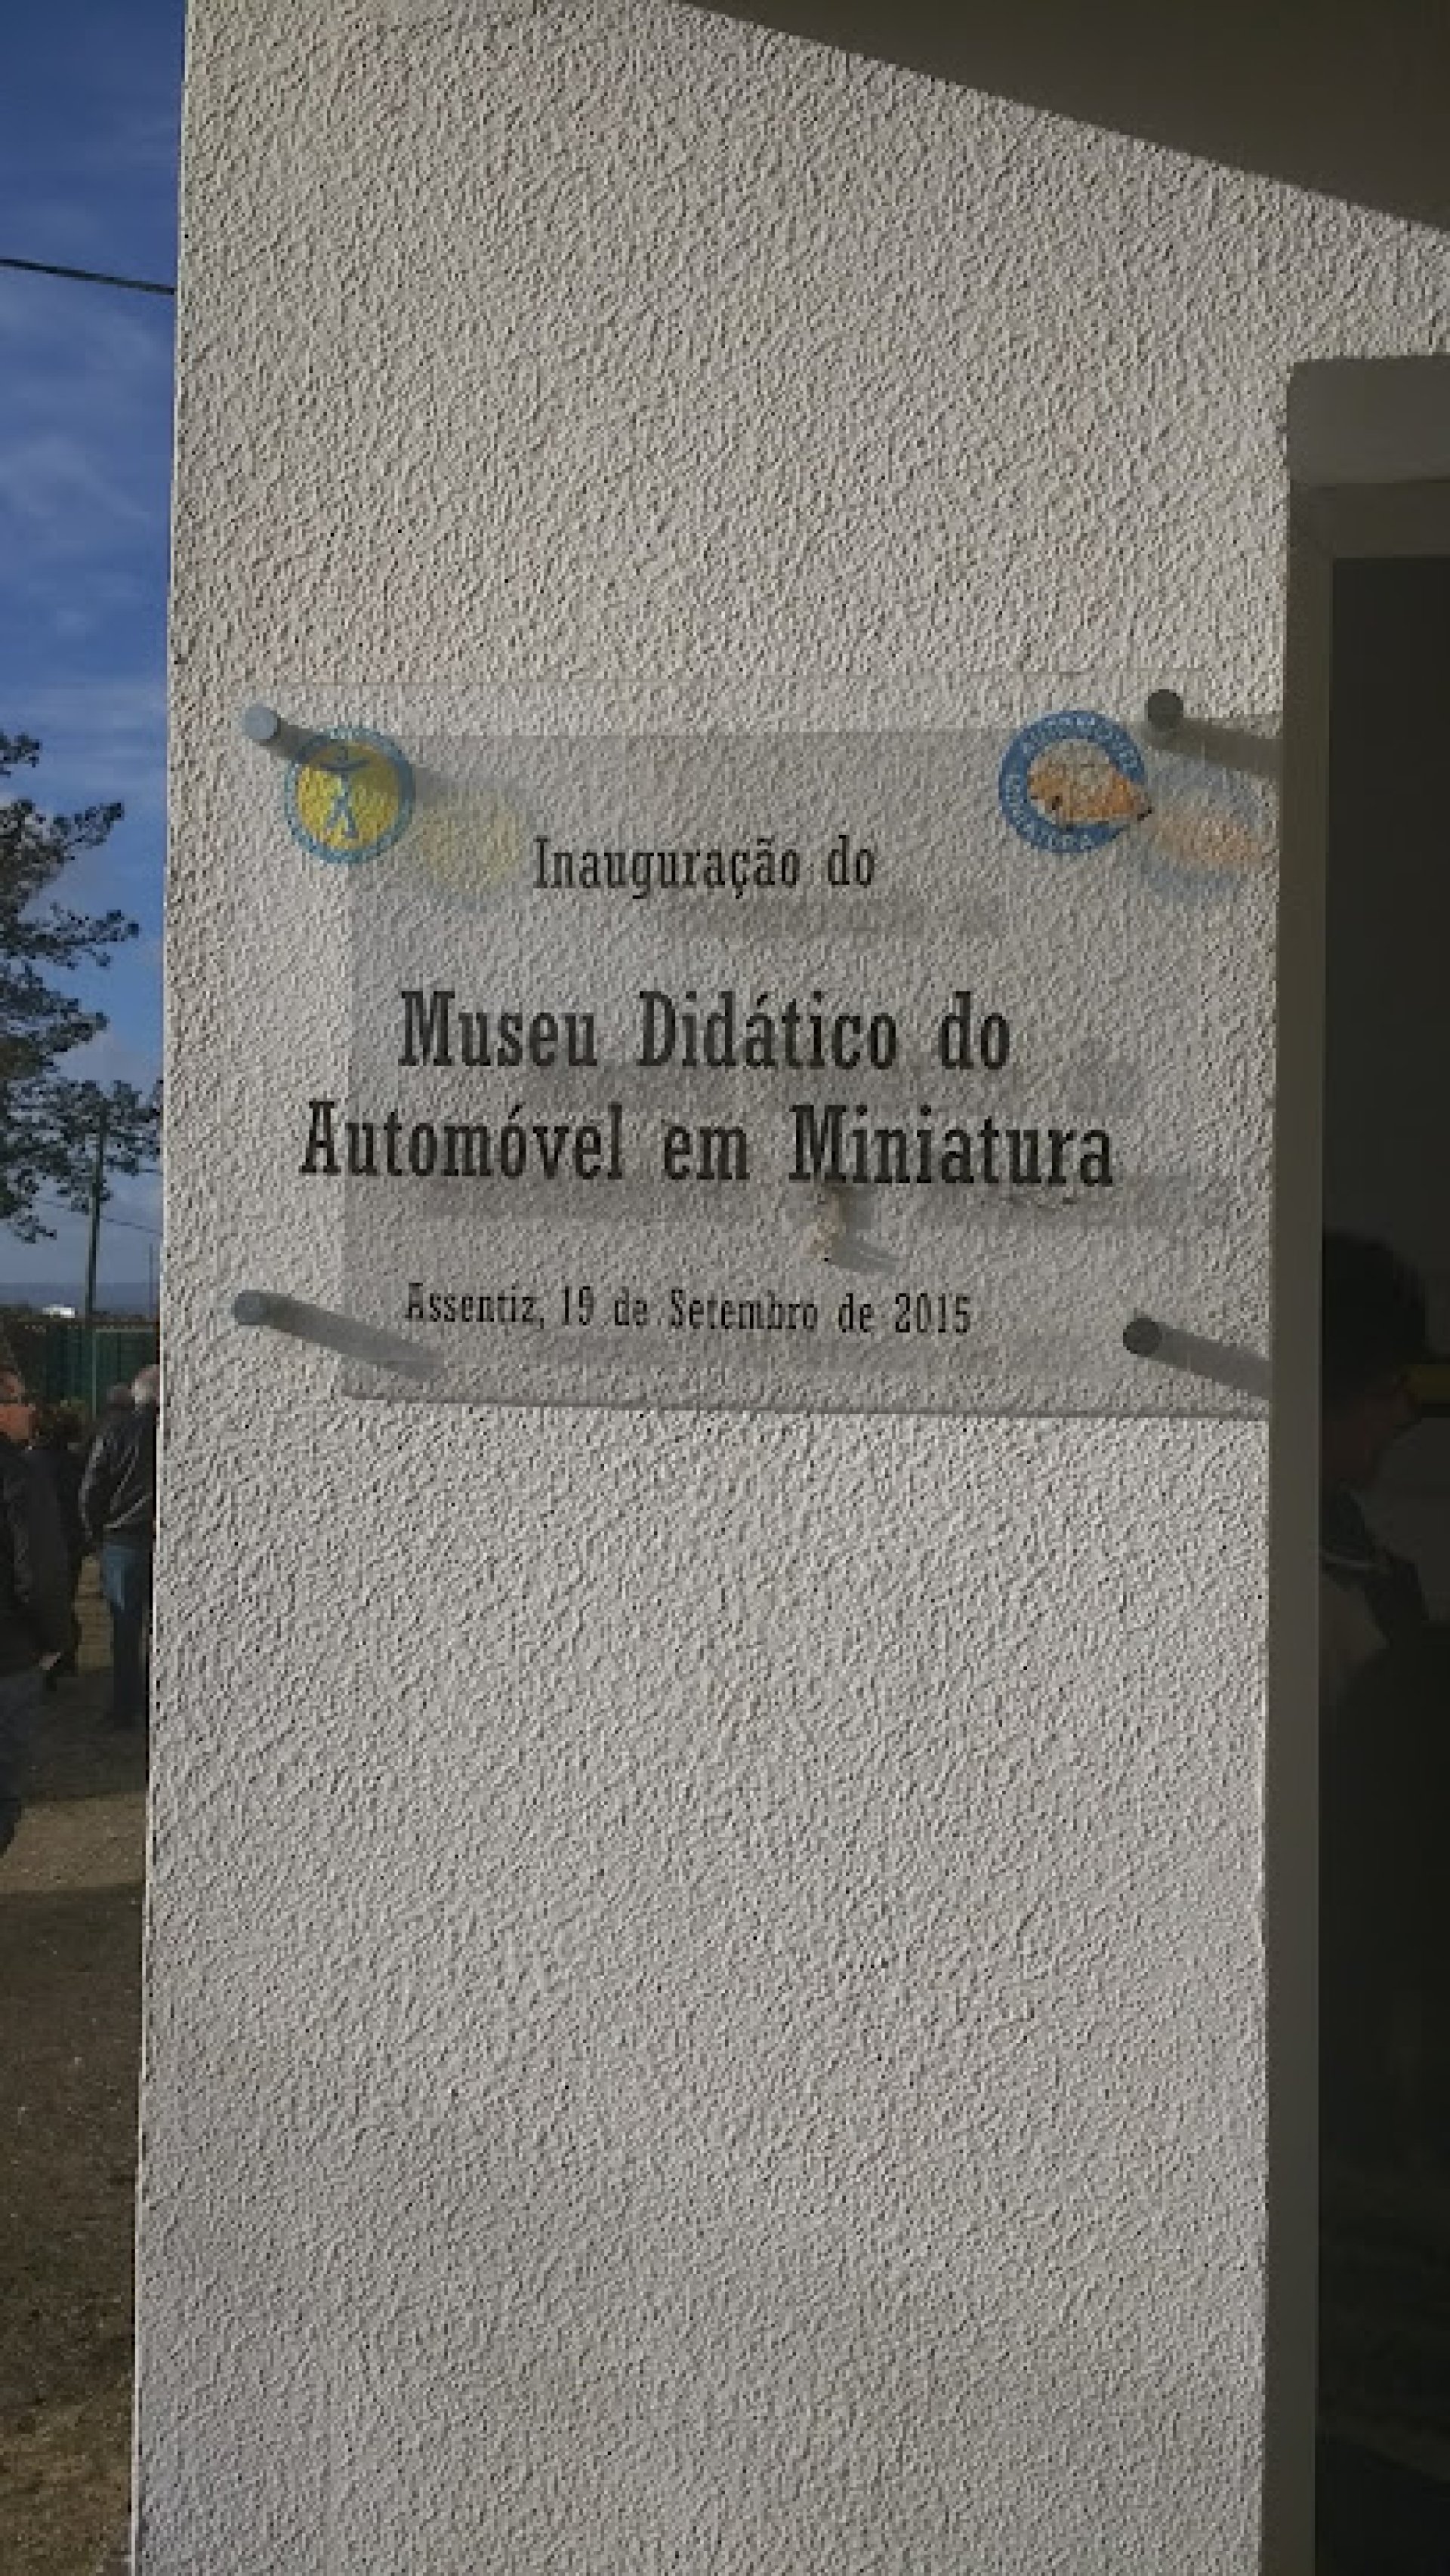 Inauguração do
Museu Didático do
Automóvel em Miniatura
Assentiz, 19 de Setembro de 2015